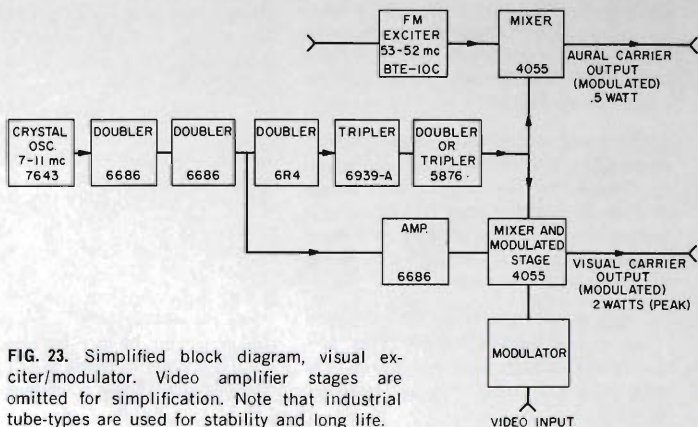 FM
EXCITER
53-52 mc
BTE-10C
MIXER
4055
AURAL CARRIER
OUTPUT
(MODULATED)
.5 WATT
CRYSTAL
OSC.
7-11 mc
7643
DOUBLER
6686
DOUBLER
6686
DOUBLER
6R4
TRIPLER
6939-A
DOUBLER
OR
TRIPLER
5876
AMP.
6686
MIXER AND
MODULATED
STAGE
4055
VISUAL CARRIER
OUTPUT
(MODULATED)
2 WATTS (PEAK)
MODULATOR
VIDEO INPUT
FIG. 23. Simplified block diagram, visual ex-
citer/modulator. Video amplifier stages are
omitted for simplification. Note that industrial
tube-types are used for stability and long life.